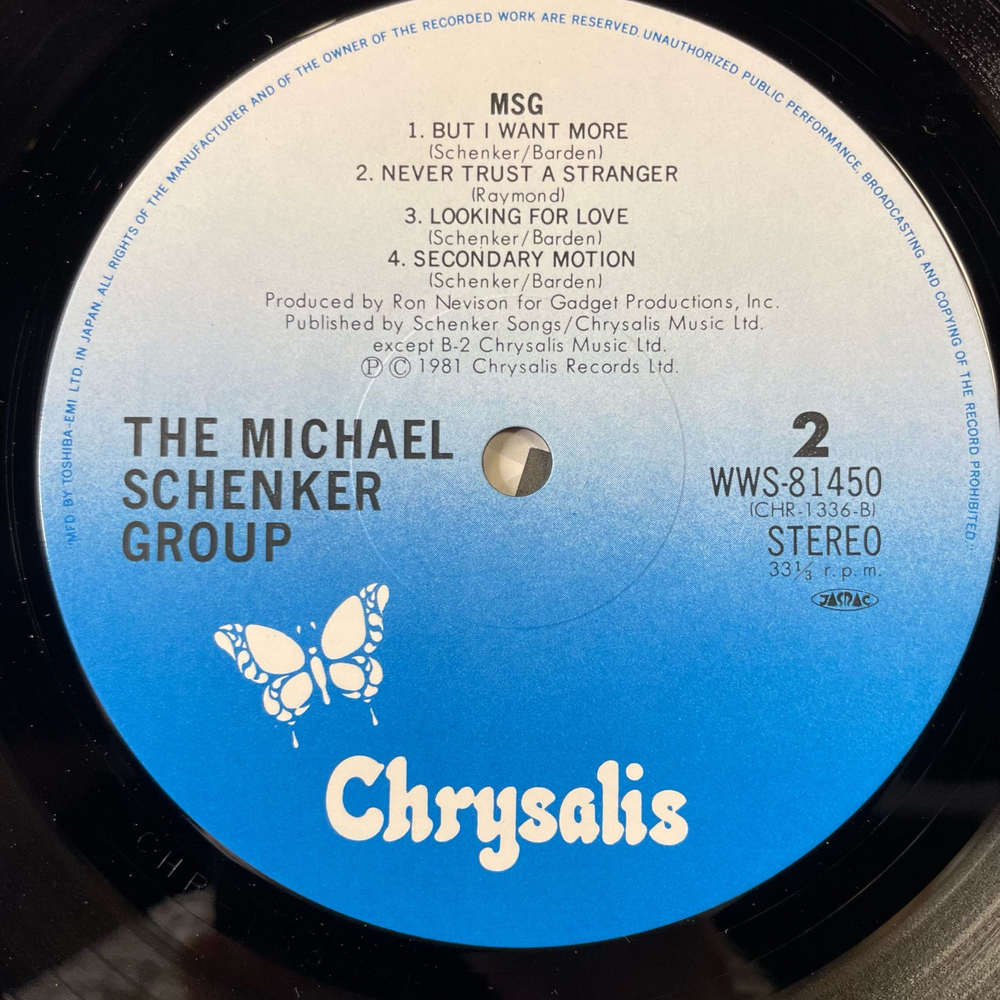 MFD. BY TOSHIBA-EMI LTD. IN JAPAN. ALL RIGHTS OF THE MANUFACTURER AND OF THE OWNER OF THE RECORDED WORK ARE RESERVED. UNAUTHORIZED PUBLIC PERFORMANCE, BROADCASTING AND COPYING OF THE RECORD PROHIBITED.
MSG
1. BUT I WANT MORE
(Schenker/Barden)
2. NEVER TRUST A STRANGER
(Raymond)
3. LOOKING FOR LOVE
(Schenker/Barden)
4. SECONDARY MOTION
(Schenker/Barden)
Produced by Ron Nevison for Gadget Productions, Inc.
Published by Schenker Songs/Chrysalis Music Ltd.
except B-2 Chrysalis Music Ltd.
Ⓟ Ⓒ 1981 Chrysalis Records Ltd.
THE MICHAEL
SCHENKER
GROUP
2
WWS-81450
(CHR-1336-B)
STEREO
33 1/3 r.p.m.
JASRAC
Chrysalis